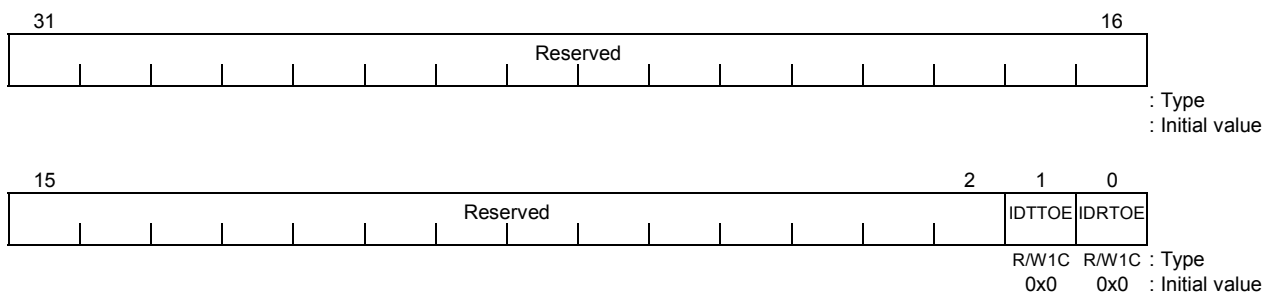 31 16
Reserved
: Type
: Initial value
15 2 1 0
Reserved IDTTOE IDRTOE
R/W1C R/W1C : Type
0x0 0x0 : Initial value